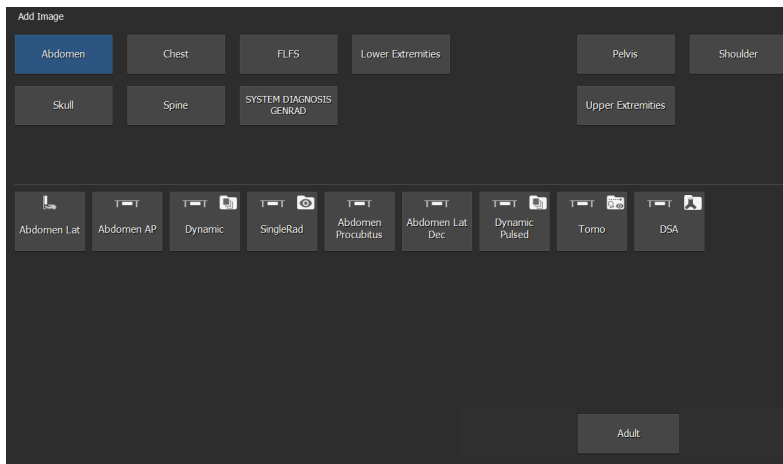 Add Image
Abdomen
Chest
FLFS
Lower Extremities
Pelvis
Shoulder
Skull
Spine
SYSTEM DIAGNOSIS
GENRAD
Upper Extremities
Abdomen Lat
Abdomen AP
Dynamic
SingleRad
Abdomen
Procubitus
Abdomen Lat
Dec
Dynamic
Pulsed
Tomo
DSA
Adult